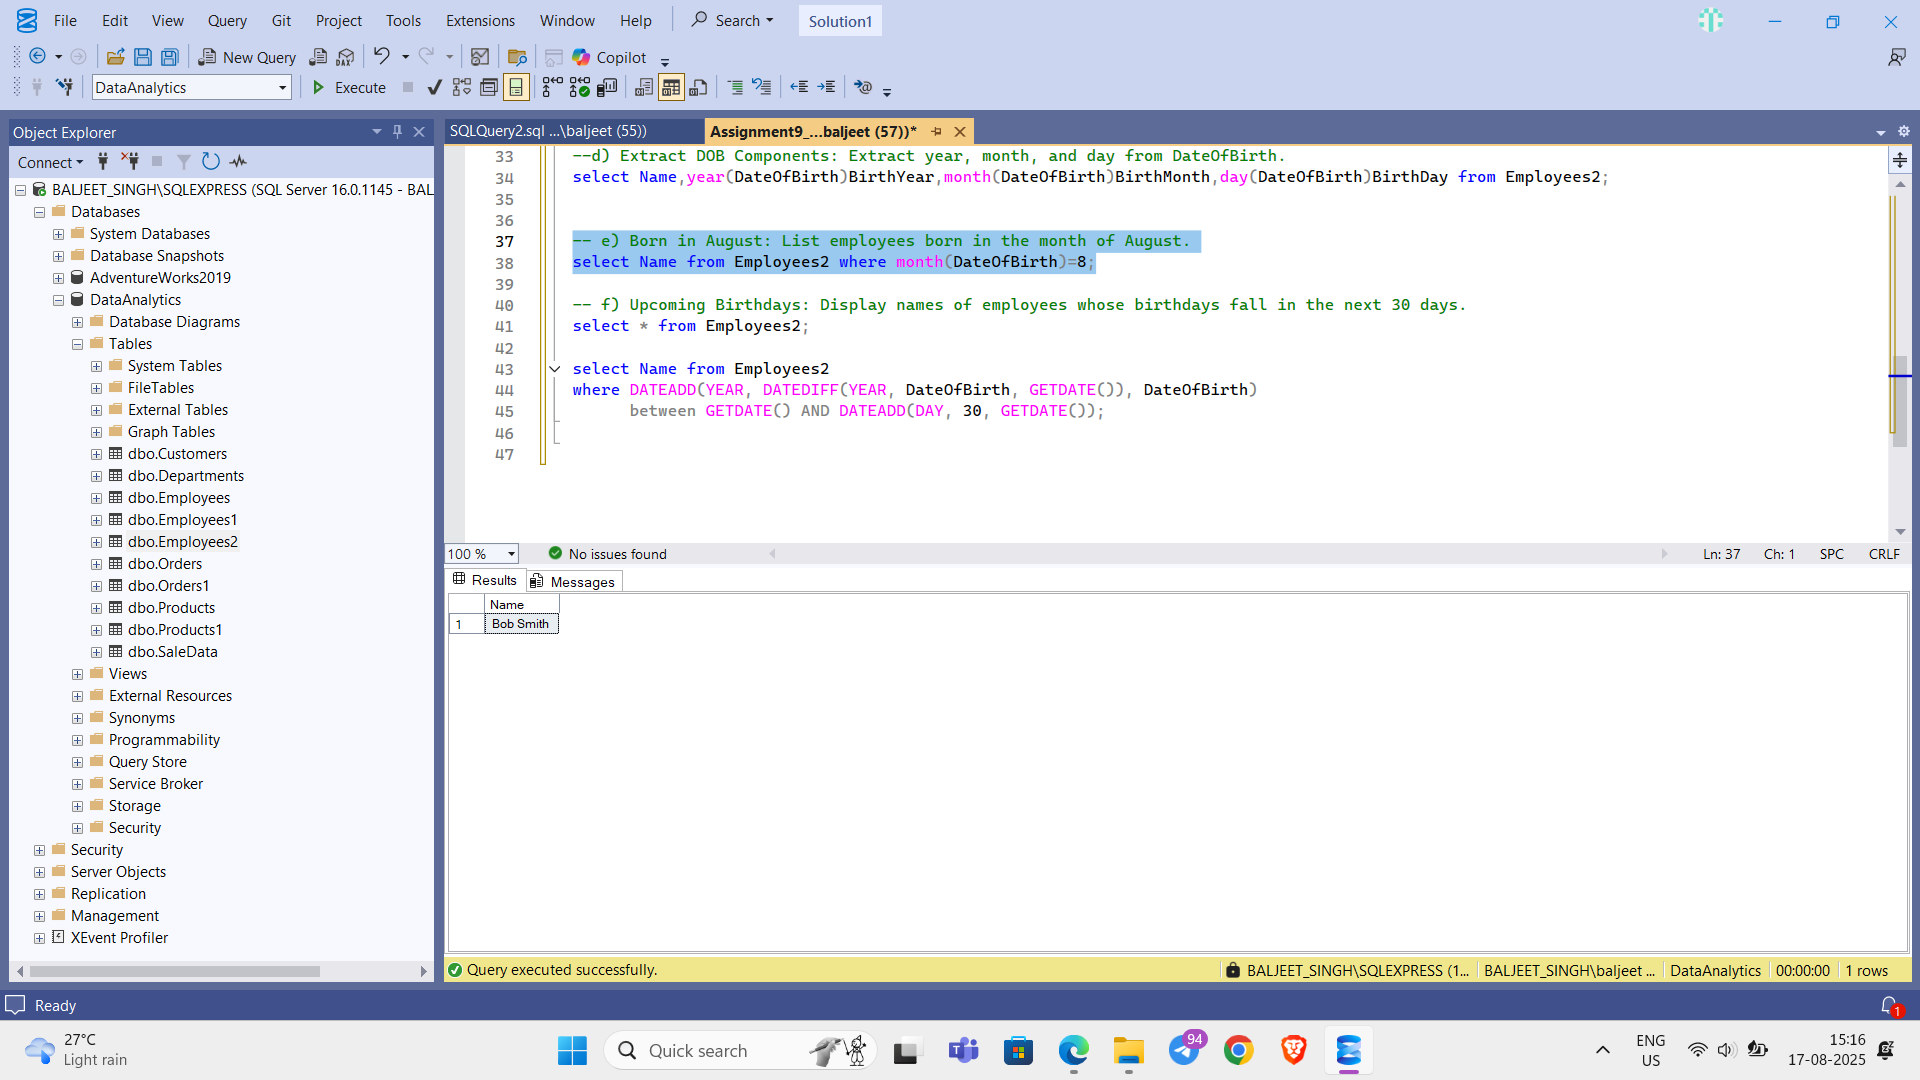 File Edit View Query Git Project Tools Extensions Window Help Search Solution1
New Query DAX Copilot
DataAnalytics Execute
Object Explorer
Connect
BALJEET_SINGH\SQLEXPRESS (SQL Server 16.0.1145 - BAL
Databases
System Databases
Database Snapshots
AdventureWorks2019
DataAnalytics
Database Diagrams
Tables
System Tables
FileTables
External Tables
Graph Tables
dbo.Customers
dbo.Departments
dbo.Employees
dbo.Employees1
dbo.Employees2
dbo.Orders
dbo.Orders1
dbo.Products
dbo.Products1
dbo.SaleData
Views
External Resources
Synonyms
Programmability
Query Store
Service Broker
Storage
Security
Security
Server Objects
Replication
Management
XEvent Profiler
SQLQuery2.sql ...\baljeet (55)) Assignment9_...baljeet (57))*
33 --d) Extract DOB Components: Extract year, month, and day from DateOfBirth.
34 select Name,year(DateOfBirth)BirthYear,month(DateOfBirth)BirthMonth,day(DateOfBirth)BirthDay from Employees2;
35
36
37 -- e) Born in August: List employees born in the month of August.
38 select Name from Employees2 where month(DateOfBirth)=8;
39
40 -- f) Upcoming Birthdays: Display names of employees whose birthdays fall in the next 30 days.
41 select * from Employees2;
42
43 select Name from Employees2
44 where DATEADD(YEAR, DATEDIFF(YEAR, DateOfBirth, GETDATE()), DateOfBirth)
45 between GETDATE() AND DATEADD(DAY, 30, GETDATE());
46
47
100 % No issues found Ln: 37 Ch: 1 SPC CRLF
Results Messages
Name
1 Bob Smith
Query executed successfully. BALJEET_SINGH\SQLEXPRESS (1... BALJEET_SINGH\baljeet ... DataAnalytics 00:00:00 1 rows
Ready 1
27°C
Light rain
Quick search
94
ENG
US
15:16
17-08-2025